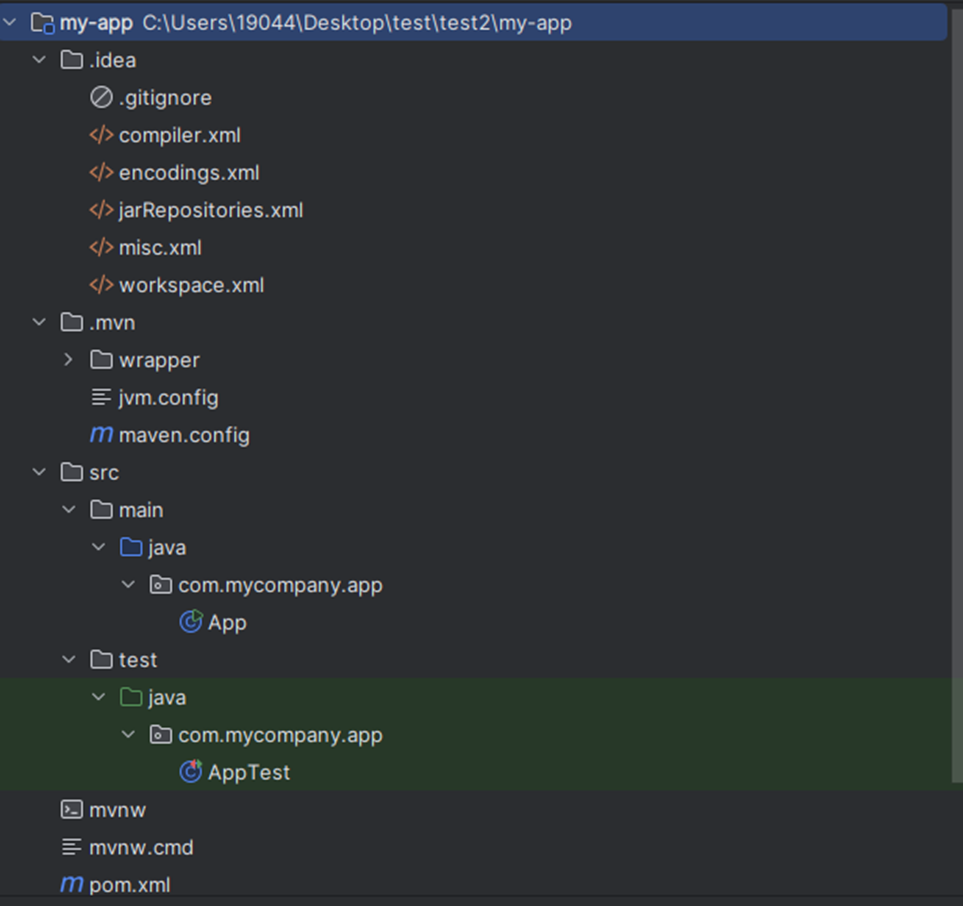 my-app C:\Users\19044\Desktop\test\test2\my-app
.idea
.gitignore
compiler.xml
encodings.xml
jarRepositories.xml
misc.xml
workspace.xml
.mvn
wrapper
jvm.config
maven.config
src
main
java
com.mycompany.app
App
test
java
com.mycompany.app
AppTest
mvnw
mvnw.cmd
pom.xml